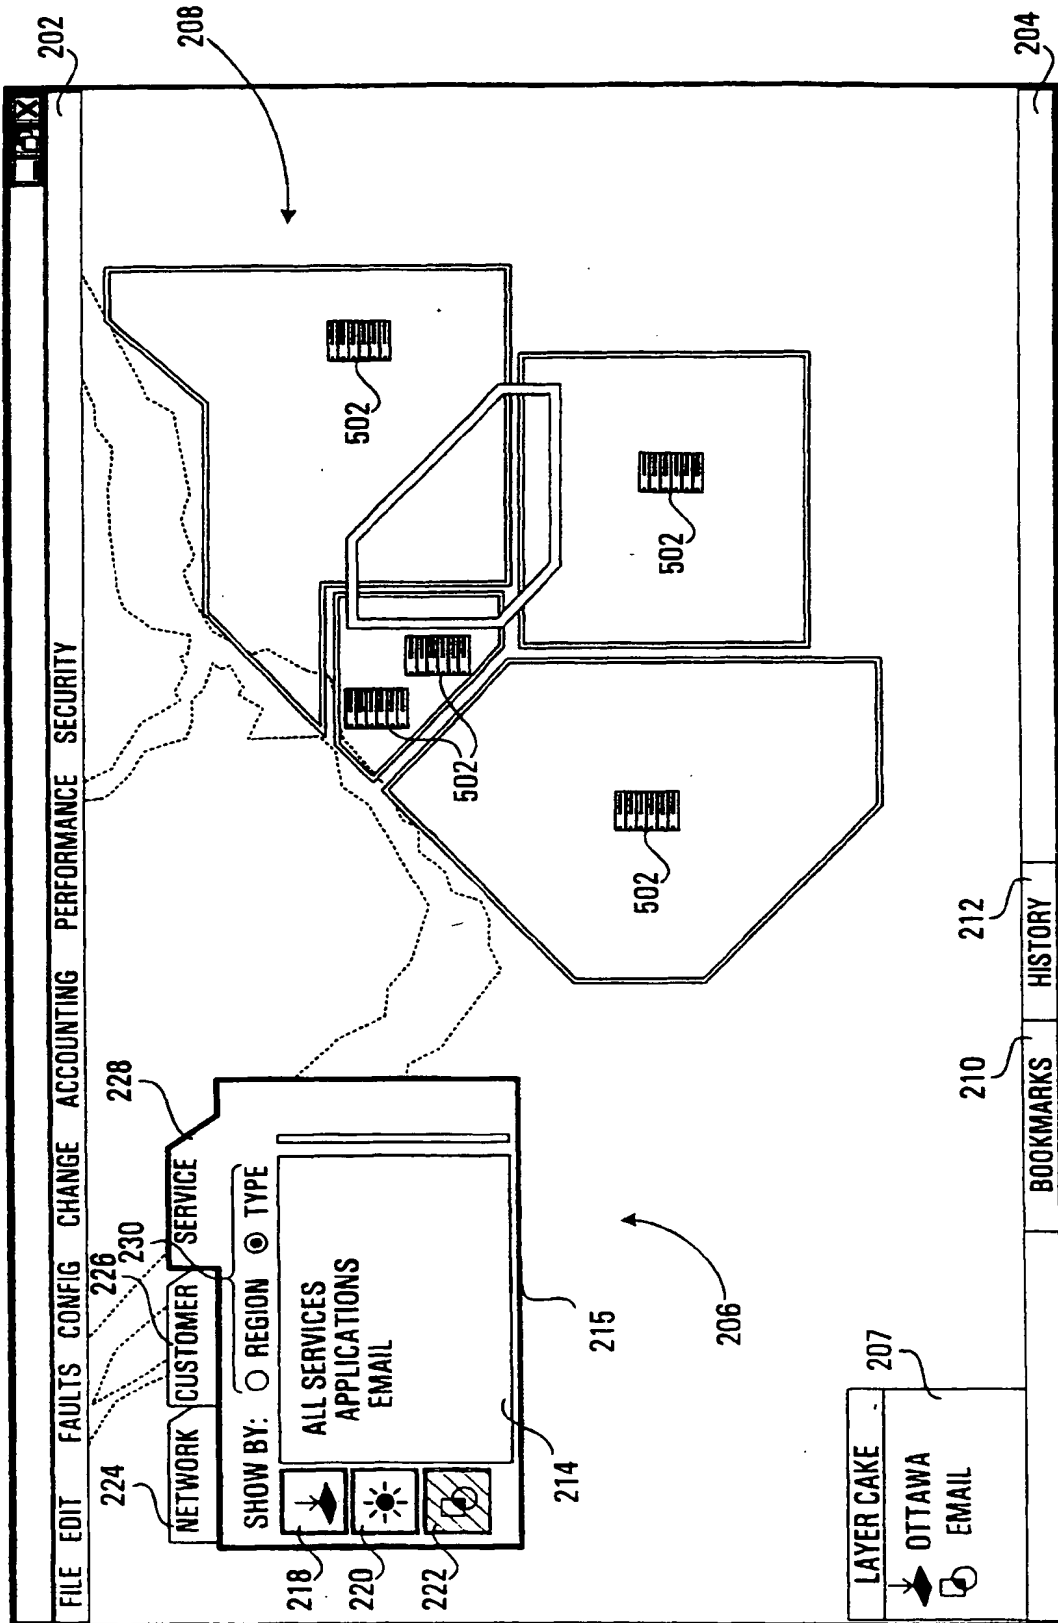 202
FILE EDIT FAULTS CONFIG CHANGE ACCOUNTING PERFORMANCE SECURITY
208
224
226
230
228
NETWORK CUSTOMER SERVICE
SHOW BY: REGION TYPE
ALL SERVICES
APPLICATIONS
EMAIL
218
220
222
214
215
206
502
502
502
502
502
LAYER CAKE
OTTAWA
EMAIL
207
210
212
204
BOOKMARKS HISTORY